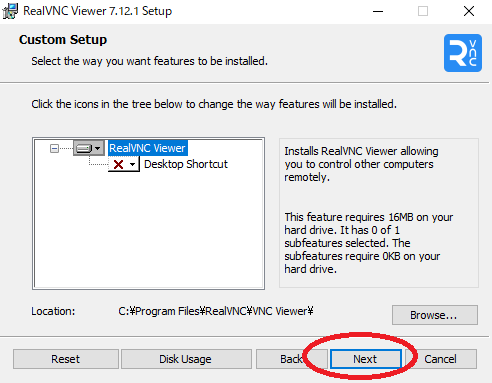 RealVNC Viewer 7.12.1 Setup
Custom Setup
Select the way you want features to be installed.
R
V
N
C
Click the icons in the tree below to change the way features will be installed.
RealVNC Viewer
Desktop Shortcut
Installs RealVNC Viewer allowing
you to control other computers
remotely.
This feature requires 16MB on your
hard drive. It has 0 of 1
subfeatures selected. The
subfeatures require 0KB on your
hard drive.
Location:
C:¥Program Files¥RealVNC¥VNC Viewer¥
Browse...
Reset
Disk Usage
Back
Next
Cancel